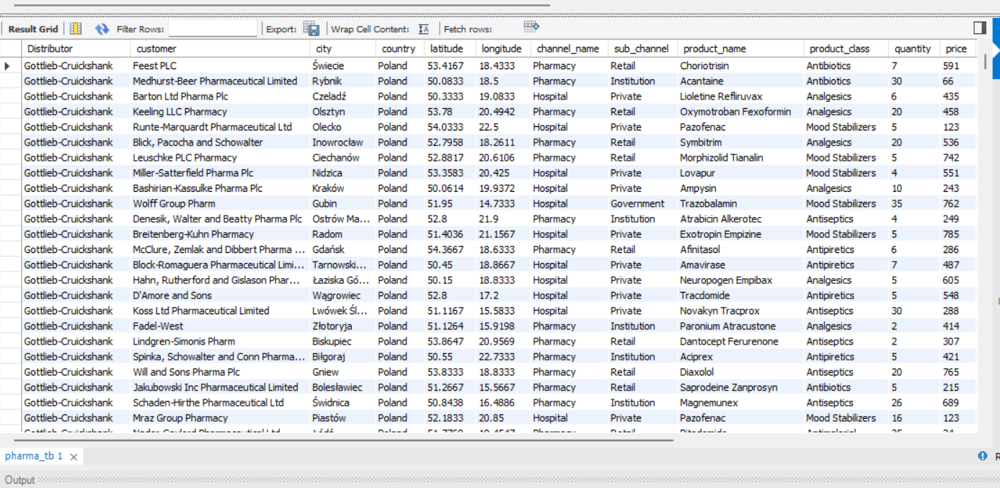 Result Grid Filter Rows: Export: Wrap Cell Content: Fetch rows:
Distributor customer city country latitude longitude channel_name sub_channel product_name product_class quantity price
Gottlieb-Cruickshank Feest PLC Świecie Poland 53.4167 18.4333 Pharmacy Retail Choriotrisin Antibiotics 7 591
Gottlieb-Cruickshank Medhurst-Beer Pharmaceutical Limited Rybnik Poland 50.0833 18.5 Pharmacy Institution Acantaine Antibiotics 30 66
Gottlieb-Cruickshank Barton Ltd Pharma Plc Czeladź Poland 50.3333 19.0833 Hospital Private Lioletine Refliruvax Analgesics 6 435
Gottlieb-Cruickshank Keeling LLC Pharmacy Olsztyn Poland 53.78 20.4942 Pharmacy Retail Oxymotroban Fexoformin Analgesics 20 458
Gottlieb-Cruickshank Runte-Marquardt Pharmaceutical Ltd Olecko Poland 54.0333 22.5 Hospital Private Pazofenac Mood Stabilizers 5 123
Gottlieb-Cruickshank Blick, Pacocha and Schowalter Inowrocław Poland 52.7958 18.2611 Pharmacy Retail Symbitrim Analgesics 20 536
Gottlieb-Cruickshank Leuschke PLC Pharmacy Ciechanów Poland 52.8817 20.6106 Pharmacy Retail Morphizolid Tianalin Mood Stabilizers 5 742
Gottlieb-Cruickshank Miller-Satterfield Pharma Plc Nidzica Poland 53.3583 20.425 Hospital Private Lovapur Mood Stabilizers 4 551
Gottlieb-Cruickshank Bashirian-Kassulke Pharma Plc Kraków Poland 50.0614 19.9372 Hospital Private Ampysin Analgesics 10 243
Gottlieb-Cruickshank Wolff Group Pharm Gubin Poland 51.95 14.7333 Hospital Government Trazobalamin Mood Stabilizers 35 762
Gottlieb-Cruickshank Denesik, Walter and Beatty Pharma Plc Ostrów Ma... Poland 52.8 21.9 Pharmacy Institution Atrabicin Alkerotec Antiseptics 4 249
Gottlieb-Cruickshank Breitenberg-Kuhn Pharmacy Radom Poland 51.4036 21.1567 Hospital Private Exotropin Empizine Mood Stabilizers 5 785
Gottlieb-Cruickshank McClure, Zemlak and Dibbert Pharma ... Gdańsk Poland 54.3667 18.6333 Pharmacy Retail Afinitasol Antipiretics 6 286
Gottlieb-Cruickshank Block-Romaguera Pharmaceutical Limi... Tarnowski... Poland 50.45 18.8667 Hospital Private Amavirase Antipiretics 7 487
Gottlieb-Cruickshank Hahn, Rutherford and Gislason Phar... Łaziska Gó... Poland 50.15 18.8333 Hospital Private Neuropogen Empibax Analgesics 5 605
Gottlieb-Cruickshank D'Amore and Sons Wągrowiec Poland 52.8 17.2 Hospital Private Tracdomide Antipiretics 5 548
Gottlieb-Cruickshank Koss Ltd Pharmaceutical Limited Lwówek Śl... Poland 51.1167 15.5833 Hospital Private Novakyn Tracprox Antiseptics 30 288
Gottlieb-Cruickshank Fadel-West Złotoryja Poland 51.1264 15.9198 Pharmacy Institution Paronium Atracustone Analgesics 2 414
Gottlieb-Cruickshank Lindgren-Simonis Pharm Biskupiec Poland 53.8647 20.9569 Pharmacy Retail Dantocept Ferurenone Antiseptics 2 307
Gottlieb-Cruickshank Spinka, Schowalter and Conn Pharma... Biłgoraj Poland 50.55 22.7333 Pharmacy Institution Aciprex Antipiretics 5 421
Gottlieb-Cruickshank Will and Sons Pharma Plc Gniew Poland 53.8333 18.8333 Pharmacy Retail Diaxolol Antiseptics 20 765
Gottlieb-Cruickshank Jakubowski Inc Pharmaceutical Limited Bolesławiec Poland 51.2667 15.5667 Pharmacy Retail Saprodeine Zanprosyn Antibiotics 5 215
Gottlieb-Cruickshank Schaden-Hirthe Pharmaceutical Ltd Świdnica Poland 50.8438 16.4886 Pharmacy Institution Magnemunex Antiseptics 26 689
Gottlieb-Cruickshank Mraz Group Pharmacy Piastów Poland 52.1833 20.85 Hospital Private Pazofenac Mood Stabilizers 16 123
pharma_tb 1
Output